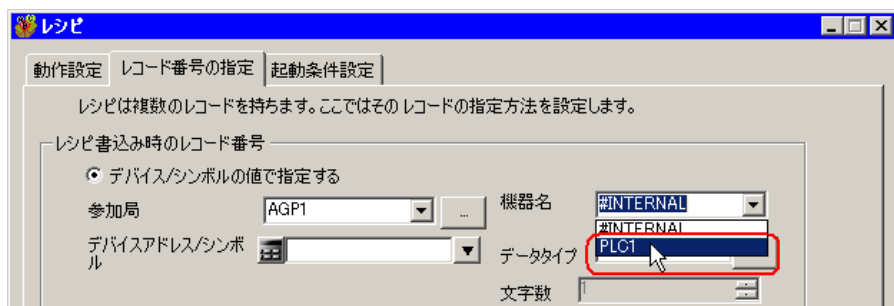 レシピ
動作設定 レコード番号の指定 起動条件設定
レシピは複数のレコードを持ちます。ここではそのレコードの指定方法を設定します。
レシピ書込み時のレコード番号
デバイス/シンボルの値で指定する
参加局 AGP1 ... 機器名 #INTERNAL
#INTERNAL
デバイスアドレス/シンボ
ル
データタイプ PLC1
文字数 1